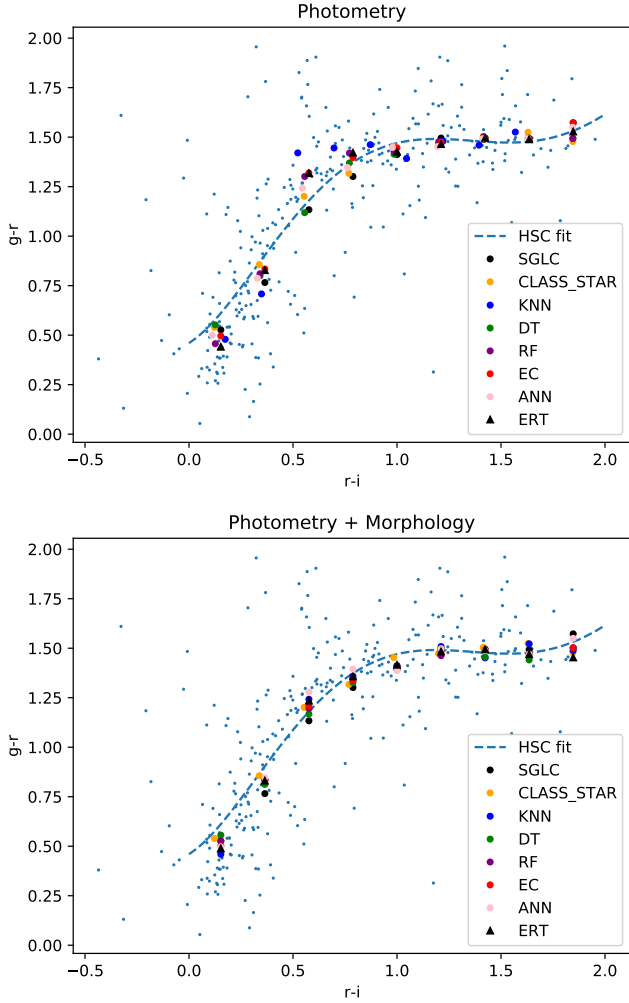 Photometry
2.00
1.75
1.50
1.25
1.00
0.75
0.50
0.25
0.00
g-r
HSC fit
SGLC
CLASS_STAR
KNN
DT
RF
EC
ANN
ERT
−0.5 0.0 0.5 1.0 1.5 2.0
r-i
Photometry + Morphology
2.00
1.75
1.50
1.25
1.00
0.75
0.50
0.25
0.00
g-r
HSC fit
SGLC
CLASS_STAR
KNN
DT
RF
EC
ANN
ERT
−0.5 0.0 0.5 1.0 1.5 2.0
r-i